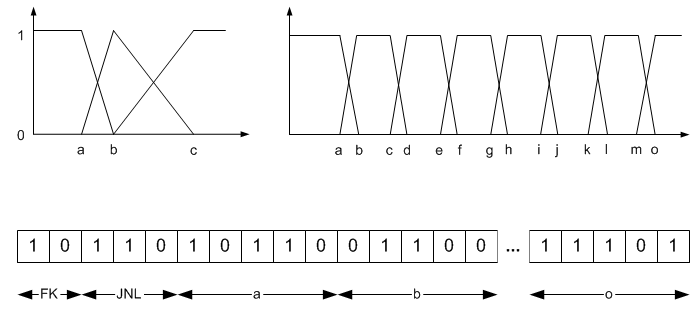 1
0
a b c
a b c d e f g h i j k l m o
1 0 1 1 0 1 0 1 1 0 0 1 1 0 0 ... 1 1 1 0 1
FK JNL a b o